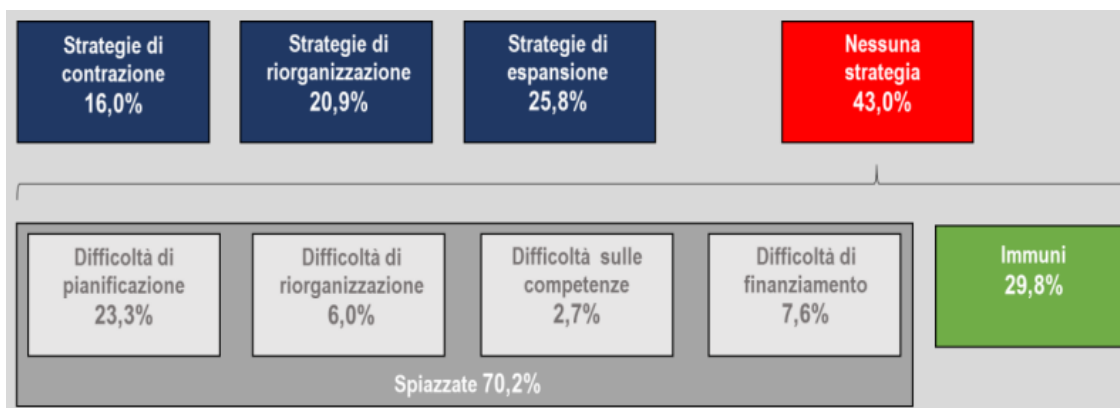 Strategie di
contrazione
16,0%
Strategie di
riorganizzazione
20,9%
Strategie di
espansione
25,8%
Nessuna
strategia
43,0%
Difficoltà di
pianificazione
23,3%
Difficoltà di
riorganizzazione
6,0%
Difficoltà sulle
competenze
2,7%
Difficoltà di
finanziamento
7,6%
Immuni
29,8%
Spiazzate 70,2%